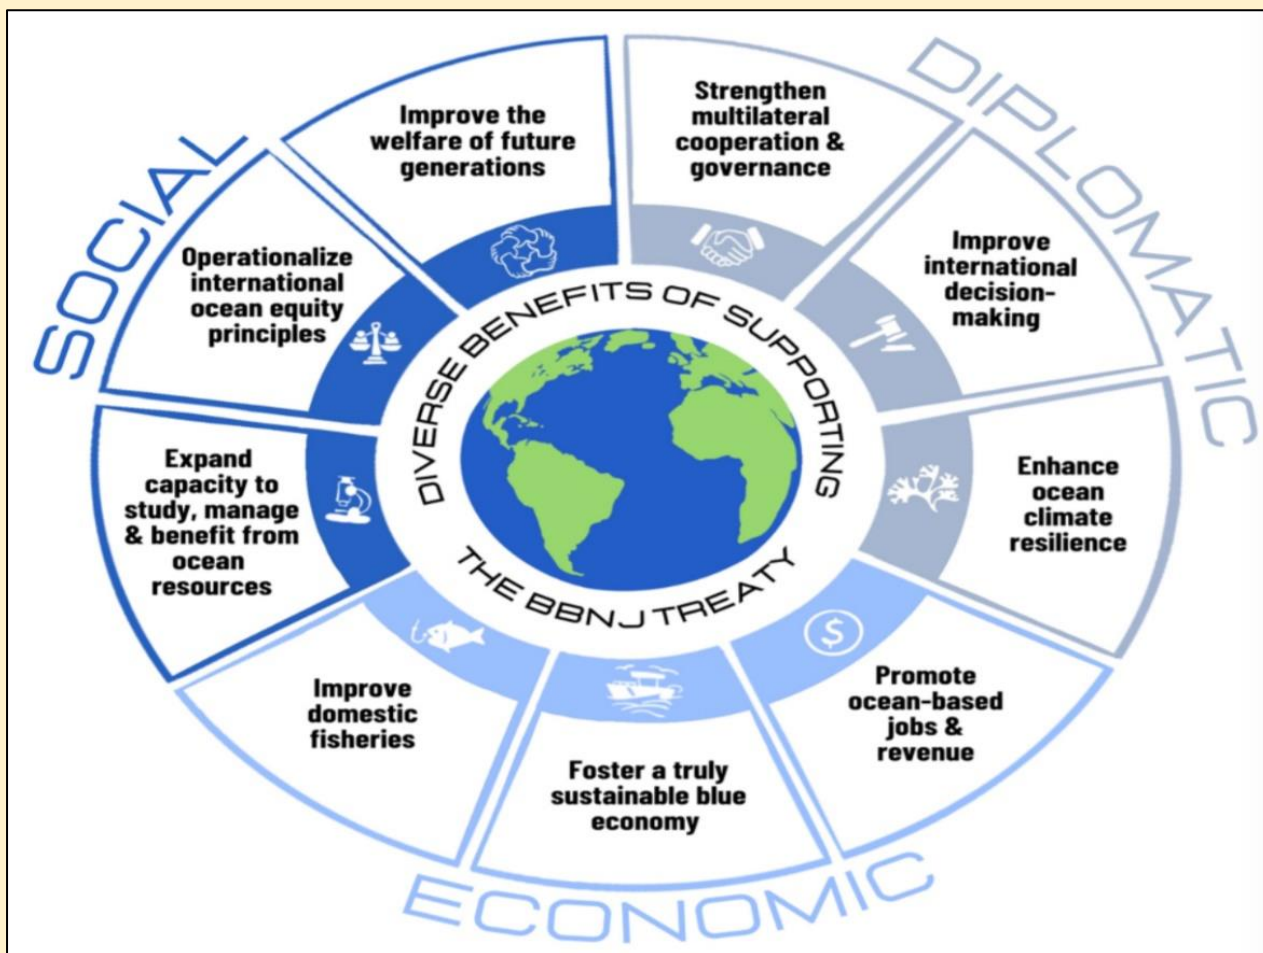 SOCIAL
DIPLOMATIC
ECONOMIC
DIVERSE BENEFITS OF SUPPORTING
THE BBNJ TREATY
Improve the
welfare of future
generations
Strengthen
multilateral
cooperation &
governance
Improve
international
decision-
making
Enhance
ocean
climate
resilience
Promote
ocean-based
jobs &
revenue
Foster a truly
sustainable blue
economy
Improve
domestic
fisheries
Expand
capacity to
study, manage
& benefit from
ocean
resources
Operationalize
international
ocean equity
principles
$